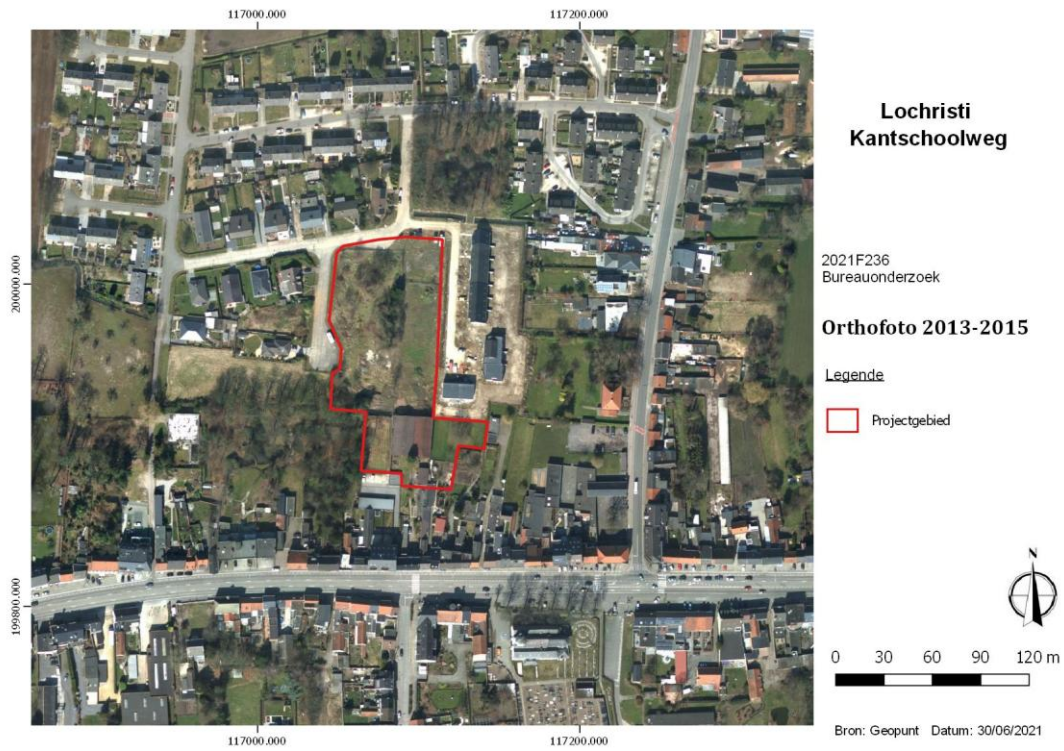 117000.000
117200.000
200000.000
199800.000
117000.000
117200.000
Lochristi
Kantschoolweg
2021F236
Bureauonderzoek
Orthofoto 2013-2015
Legende
Projectgebied
N
0 30 60 90 120 m
Bron: Geopunt Datum: 30/06/2021